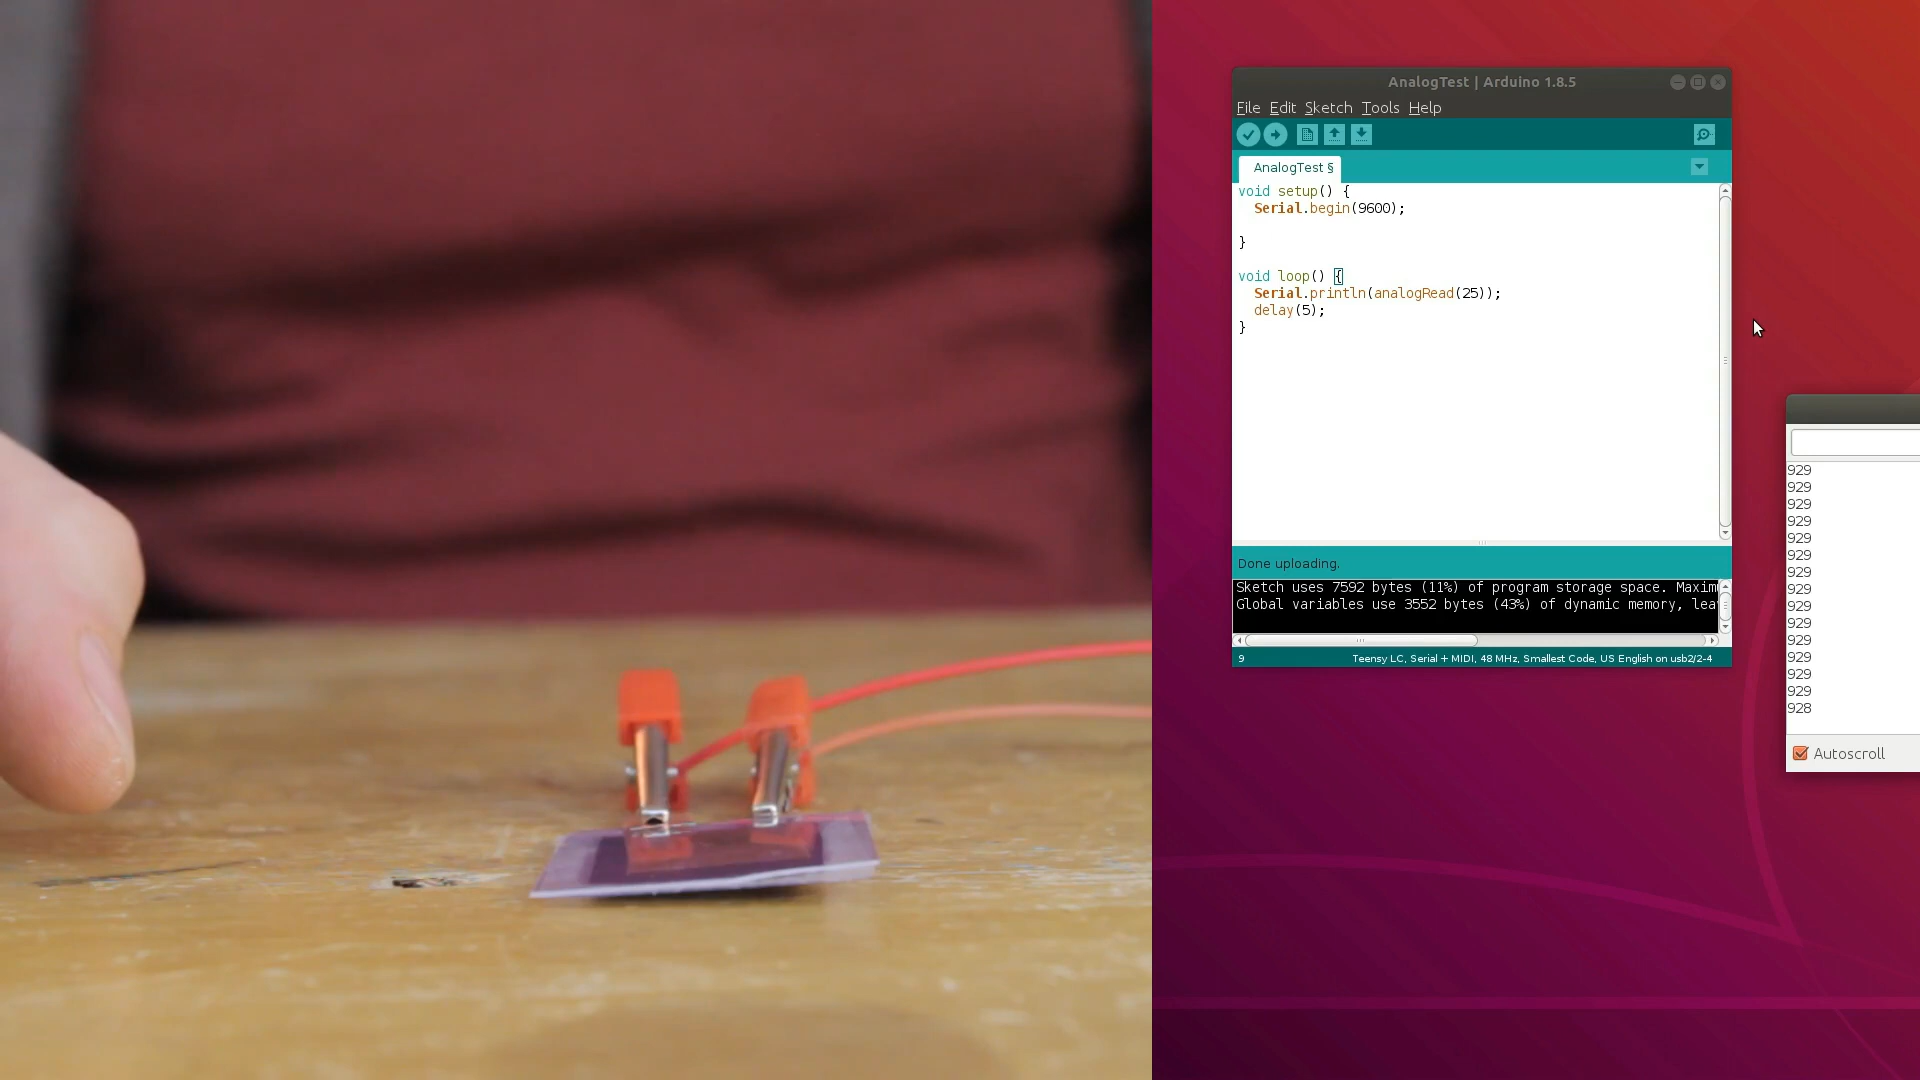 AnalogTest | Arduino 1.8.5
File Edit Sketch Tools Help
AnalogTest §
void setup() {
Serial.begin(9600);
}
void loop() {
Serial.println(analogRead(25));
delay(5);
}
Done uploading.
Sketch uses 7592 bytes (11%) of program storage space.
Global variables use 3552 bytes (43%) of dynamic memory,
9
Teensy LC, Serial + MIDI, 48 MHz, Smallest Code, US English on usb2/2-4
929
929
929
929
929
929
929
929
929
929
929
929
929
929
928
Autoscroll